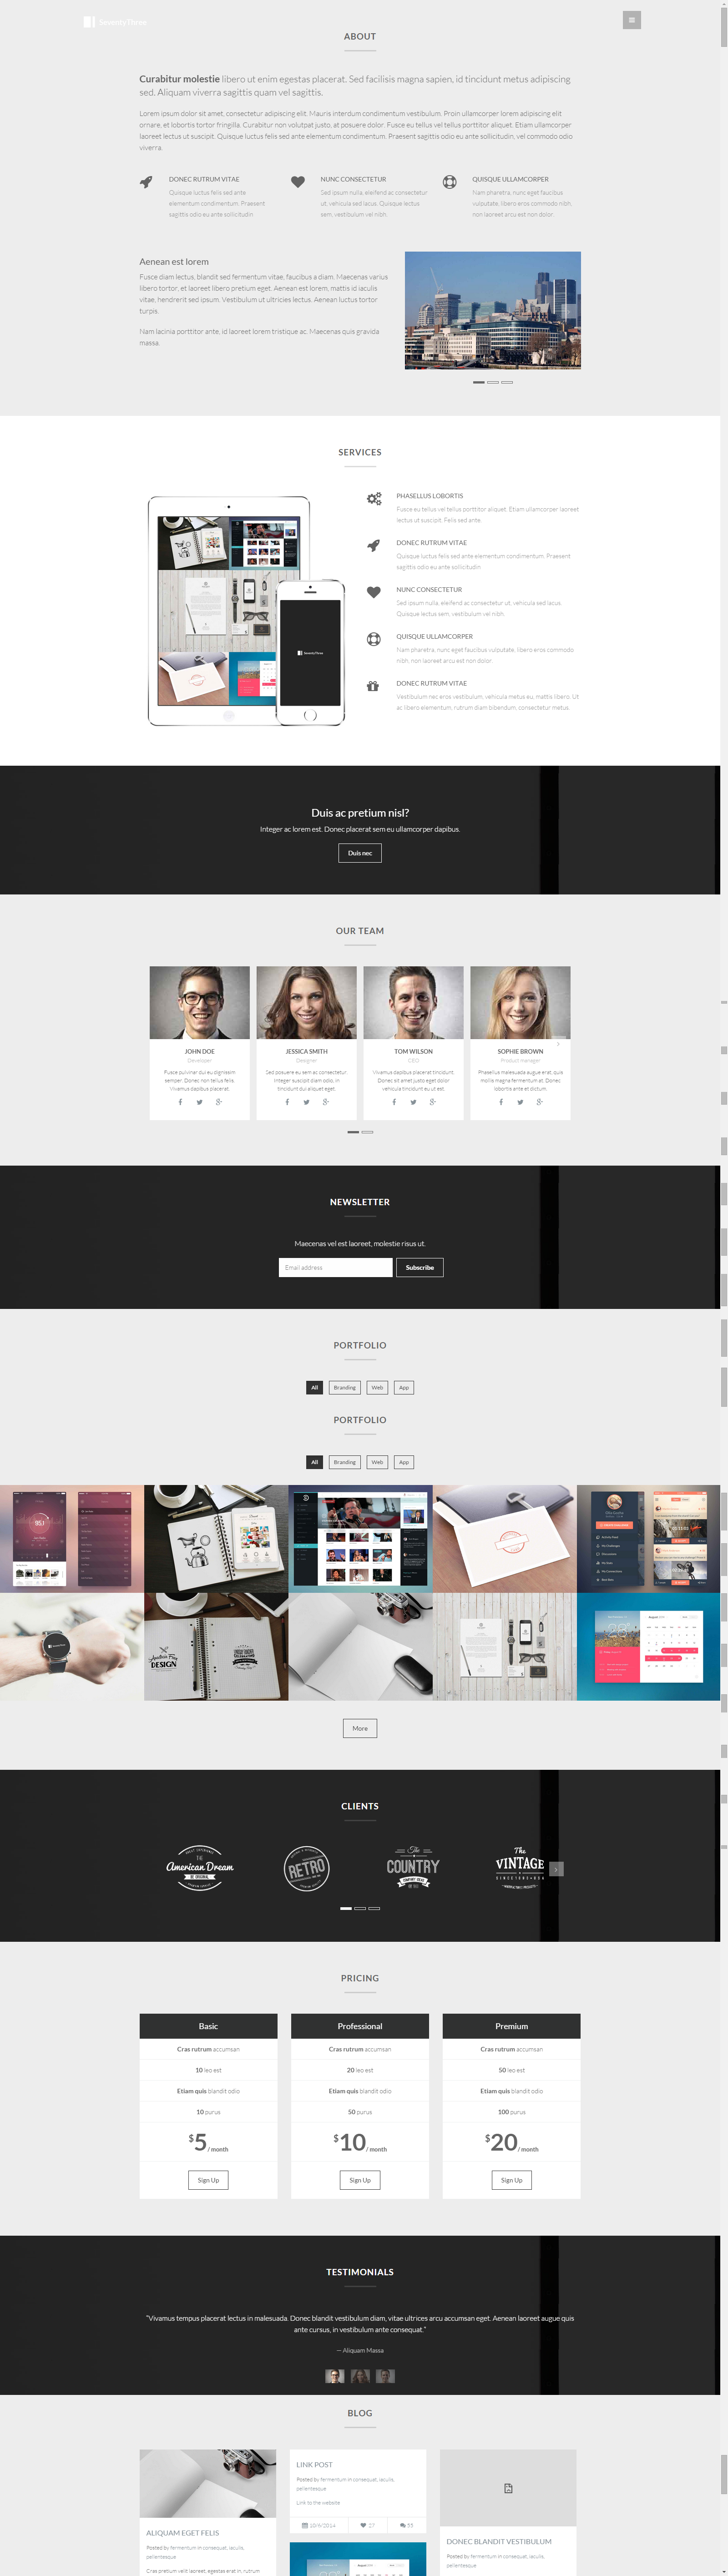 SeventyThree
ABOUT
Curabitur molestie libero ut enim egestas placerat. Sed facilisis magna sapien, id tincidunt metus adipiscing
sed. Aliquam viverra sagittis quam vel sagittis.
Lorem ipsum dolor sit amet, consectetur adipiscing elit. Mauris interdum condimentum vestibulum. Proin ullamcorper lorem adipiscing elit
ornare, et lobortis tortor fringilla. Curabitur non volutpat justo, at posuere dolor. Fusce eu tellus vel tellus porttitor aliquet. Etiam ullamcorper
laoreet lectus ut suscipit. Quisque luctus felis sed ante elementum condimentum. Praesent sagittis odio eu ante sollicitudin, vel commodo odio
viverra.
DONEC RUTRUM VITAE
Quisque luctus felis sed ante
elementum condimentum. Praesent
sagittis odio eu ante sollicitudin
NUNC CONSECTETUR
Sed ipsum nulla, eleifend ac consectetur
ut, vehicula sed lacus. Quisque lectus
sem, vestibulum vel nibh.
QUISQUE ULLAMCORPER
Nam pharetra, nunc eget faucibus
vulputate, libero eros commodo nibh,
non laoreet arcu est non dolor.
Aenean est lorem
Fusce diam lectus, blandit sed fermentum vitae, faucibus a diam. Maecenas varius
libero tortor, et laoreet libero pretium eget. Aenean est lorem, mattis id iaculis
vitae, hendrerit sed ipsum. Vestibulum ut ultricies lectus. Aenean luctus tortor
turpis.
Nam lacinia porttitor ante, id laoreet lorem tristique ac. Maecenas quis gravida
massa.
SERVICES
PHASELLUS LOBORTIS
Fusce eu tellus vel tellus porttitor aliquet. Etiam ullamcorper laoreet
lectus ut suscipit. Felis sed ante.
DONEC RUTRUM VITAE
Quisque luctus felis sed ante elementum condimentum. Praesent
sagittis odio eu ante sollicitudin
NUNC CONSECTETUR
Sed ipsum nulla, eleifend ac consectetur ut, vehicula sed lacus.
Quisque lectus sem, vestibulum vel nibh.
QUISQUE ULLAMCORPER
Nam pharetra, nunc eget faucibus vulputate, libero eros commodo
nibh, non laoreet arcu est non dolor.
DONEC RUTRUM VITAE
Vestibulum nec eros vestibulum, vehicula metus eu, mattis libero. Ut
ac libero elementum, rutrum diam bibendum, consectetur metus.
SeventyThree
Duis ac pretium nisl?
Integer ac lorem est. Donec placerat sem eu ullamcorper dapibus.
Duis nec
OUR TEAM
JOHN DOE
Developer
Fusce pulvinar dui eu dignissim
semper. Donec non tellus felis.
Vivamus dapibus placerat.
JESSICA SMITH
Designer
Sed posuere eu sem ac consectetur.
Integer suscipit diam odio, in
tincidunt dui aliquet eget.
TOM WILSON
CEO
Vivamus dapibus placerat tincidunt.
Donec sit amet justo eget dolor
vehicula tincidunt eu ut est.
SOPHIE BROWN
Product manager
Phasellus malesuada augue erat, quis
mollis magna fermentum at. Donec
lobortis ante et sapien.
NEWSLETTER
Maecenas vel est laoreet, molestie risus ut.
Email address
Subscribe
PORTFOLIO
All Branding Web App
PORTFOLIO
All Branding Web App
More
CLIENTS
THE
American Dream
BE ORIGINAL
RETRO
The
COUNTRY
The
VINTAGE
PRICING
Basic
Cras rutrum accumsan
10 leo est
Etiam quis blandit odio
10 purus
$5/ month
Sign Up
Professional
Cras rutrum accumsan
20 leo est
Etiam quis blandit odio
50 purus
$10/ month
Sign Up
Premium
Cras rutrum accumsan
50 leo est
Etiam quis blandit odio
100 purus
$20/ month
Sign Up
TESTIMONIALS
"Vivamus tempus placerat lectus in malesuada. Donec blandit vestibulum diam, vitae ultrices arcu accumsan eget. Aenean laoreet augue quis
ante cursus, in vestibulum ante consequat."
— Aliquam Massa
BLOG
ALIQUAM EGET FELIS
Posted by fermentum in consequat, iaculis,
pellentesque
Cras pretium velit laoreet, egestas erat in, rutrum
LINK POST
Posted by fermentum in consequat, iaculis,
pellentesque
Link to the website
10/6/2014 27 55
DONEC BLANDIT VESTIBULUM
Posted by fermentum in consequat, iaculis,
pellentesque